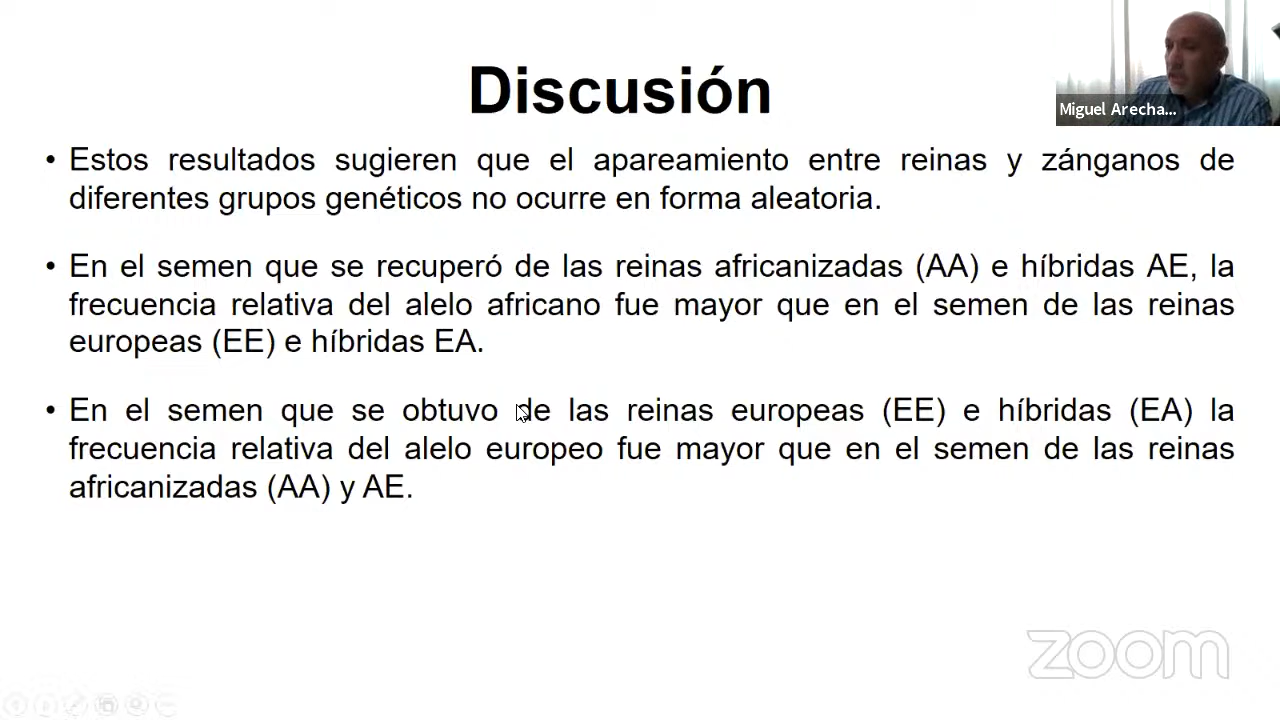 Discusión
Miguel Arecha...
• Estos resultados sugieren que el apareamiento entre reinas y zánganos de
diferentes grupos genéticos no ocurre en forma aleatoria.
• En el semen que se recuperó de las reinas africanizadas (AA) e híbridas AE, la
frecuencia relativa del alelo africano fue mayor que en el semen de las reinas
europeas (EE) e híbridas EA.
• En el semen que se obtuvo de las reinas europeas (EE) e híbridas (EA) la
frecuencia relativa del alelo europeo fue mayor que en el semen de las reinas
africanizadas (AA) y AE.
zoom